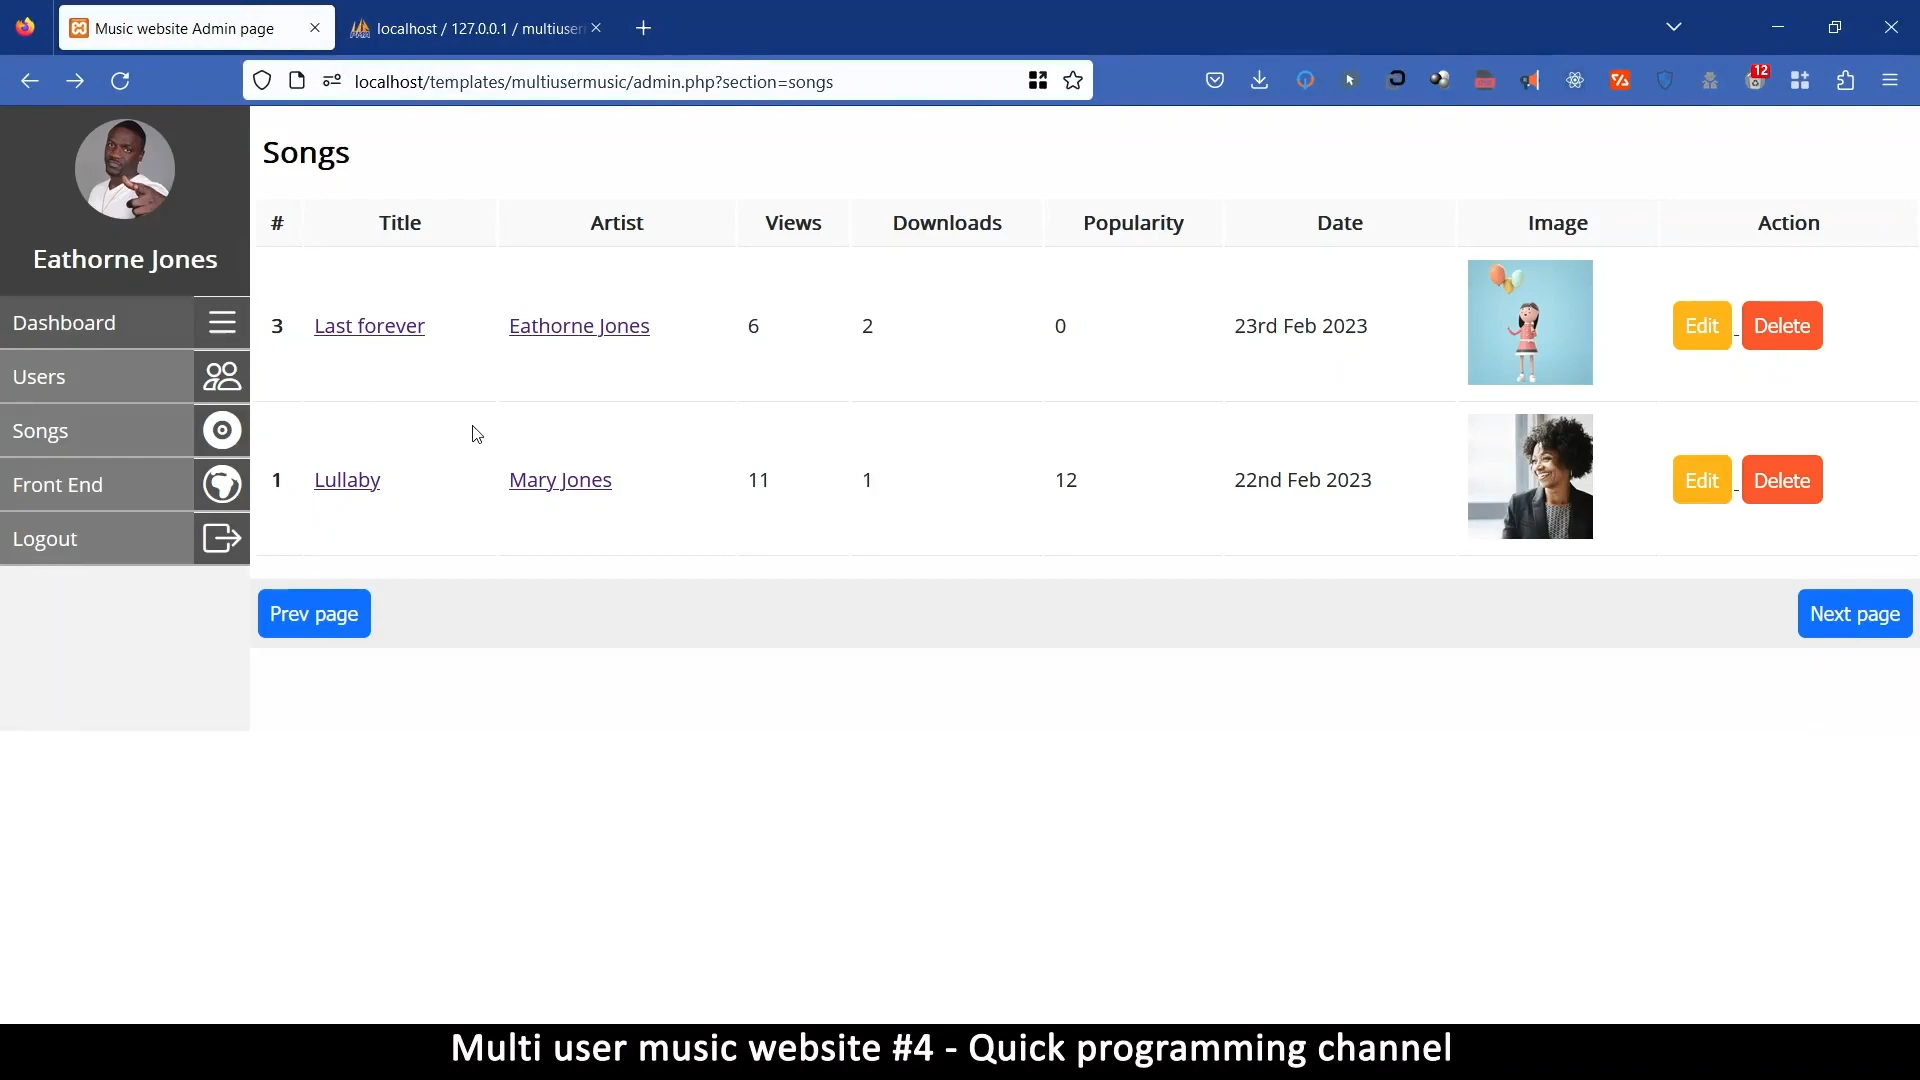 Music website Admin page
localhost / 127.0.0.1 / multiuser
localhost/templates/multiusermusic/admin.php?section=songs
12
Eathorne Jones
Dashboard
Users
Songs
Front End
Logout
Songs
# Title Artist Views Downloads Popularity Date Image Action
3 Last forever Eathorne Jones 6 2 0 23rd Feb 2023 Edit Delete
1 Lullaby Mary Jones 11 1 12 22nd Feb 2023 Edit Delete
Prev page Next page
Multi user music website #4 - Quick programming channel